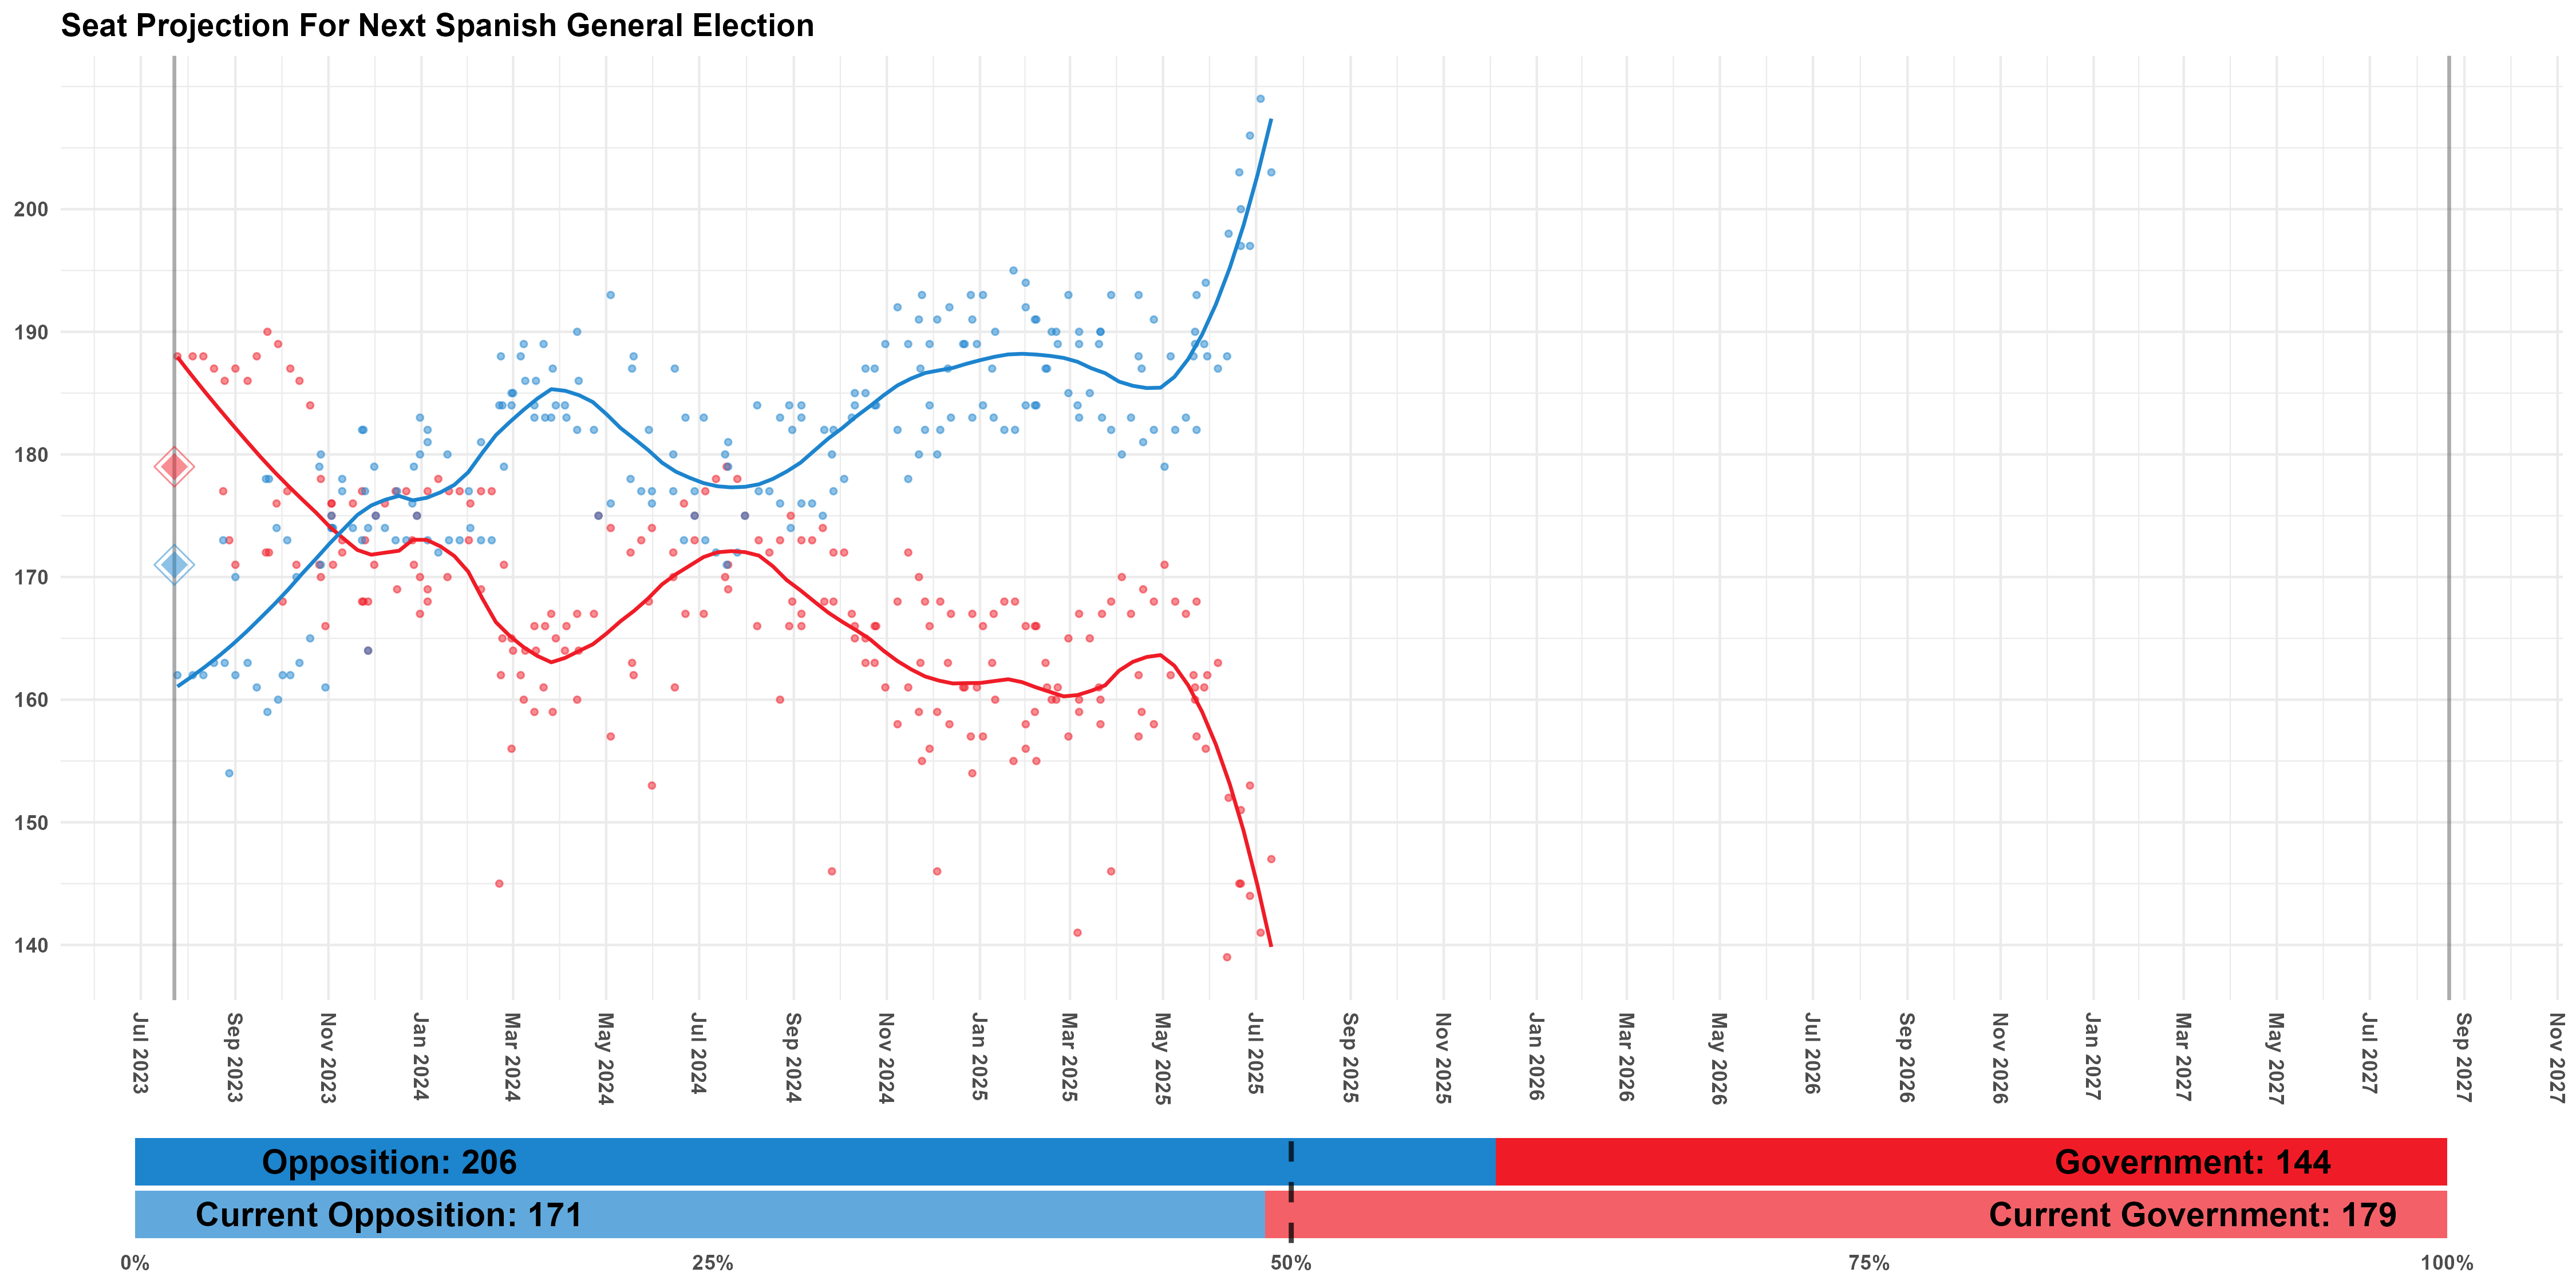 Seat Projection For Next Spanish General Election
200
190
180
170
160
150
140
Jul 2023
Sep 2023
Nov 2023
Jan 2024
Mar 2024
May 2024
Jul 2024
Sep 2024
Nov 2024
Jan 2025
Mar 2025
May 2025
Jul 2025
Sep 2025
Nov 2025
Jan 2026
Mar 2026
May 2026
Jul 2026
Sep 2026
Nov 2026
Jan 2027
Mar 2027
May 2027
Jul 2027
Sep 2027
Nov 2027
Opposition: 206 Government: 144
Current Opposition: 171 Current Government: 179
0% 25% 50% 75% 100%